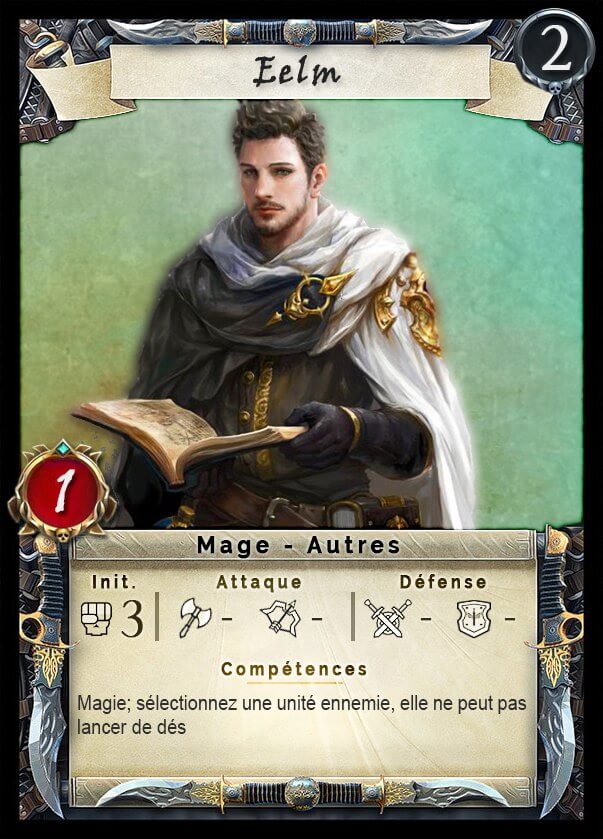 Eelm
2
1
Mage - Autres
Init. Attaque Défense
3 - - - -
Compétences
Magie; sélectionnez une unité ennemie, elle ne peut pas
lancer de dés